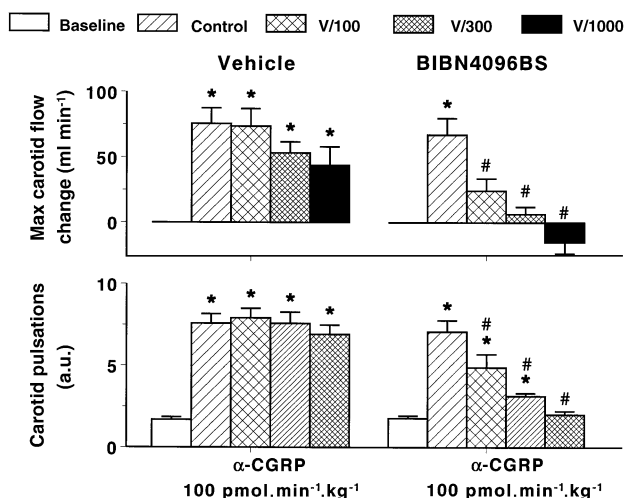 Baseline Control V/100 V/300 V/1000
Vehicle BIBN4096BS
Max carotid flow
change (ml min⁻¹)
100
50
0
* * * *
* # # #
Carotid pulsations
(a.u.)
10
5
0
* * * *
* # # #
* *
α-CGRP α-CGRP
100 pmol.min⁻¹.kg⁻¹ 100 pmol.min⁻¹.kg⁻¹